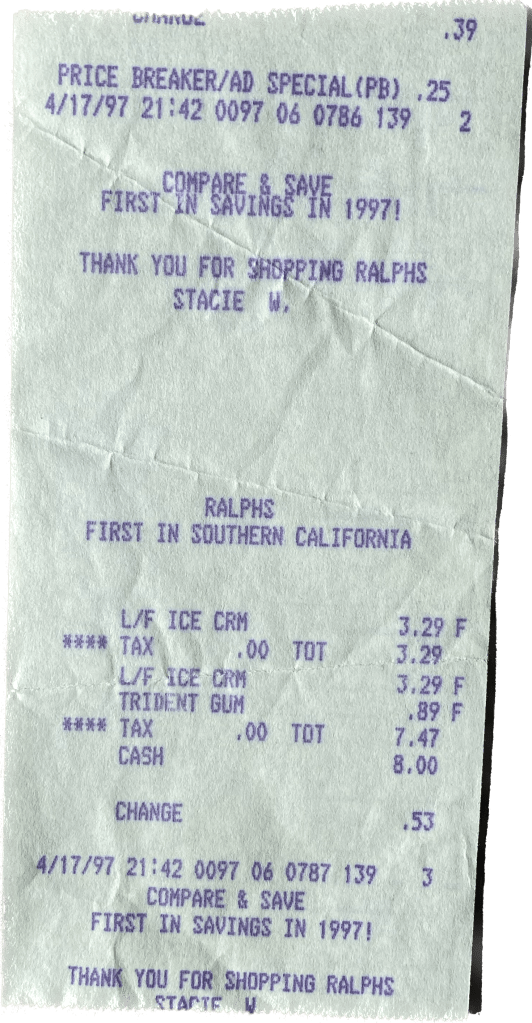 CHANGE .39
PRICE BREAKER/AD SPECIAL(PB) .25
4/17/97 21:42 0097 06 0786 139 2
COMPARE & SAVE
FIRST IN SAVINGS IN 1997!
THANK YOU FOR SHOPPING RALPHS
STACIE W.
RALPHS
FIRST IN SOUTHERN CALIFORNIA
L/F ICE CRM 3.29 F
**** TAX .00 TOT 3.29
L/F ICE CRM 3.29 F
TRIDENT GUM .89 F
**** TAX .00 TOT 7.47
CASH 8.00
CHANGE .53
4/17/97 21:42 0097 06 0787 139 3
COMPARE & SAVE
FIRST IN SAVINGS IN 1997!
THANK YOU FOR SHOPPING RALPHS
STACIE W